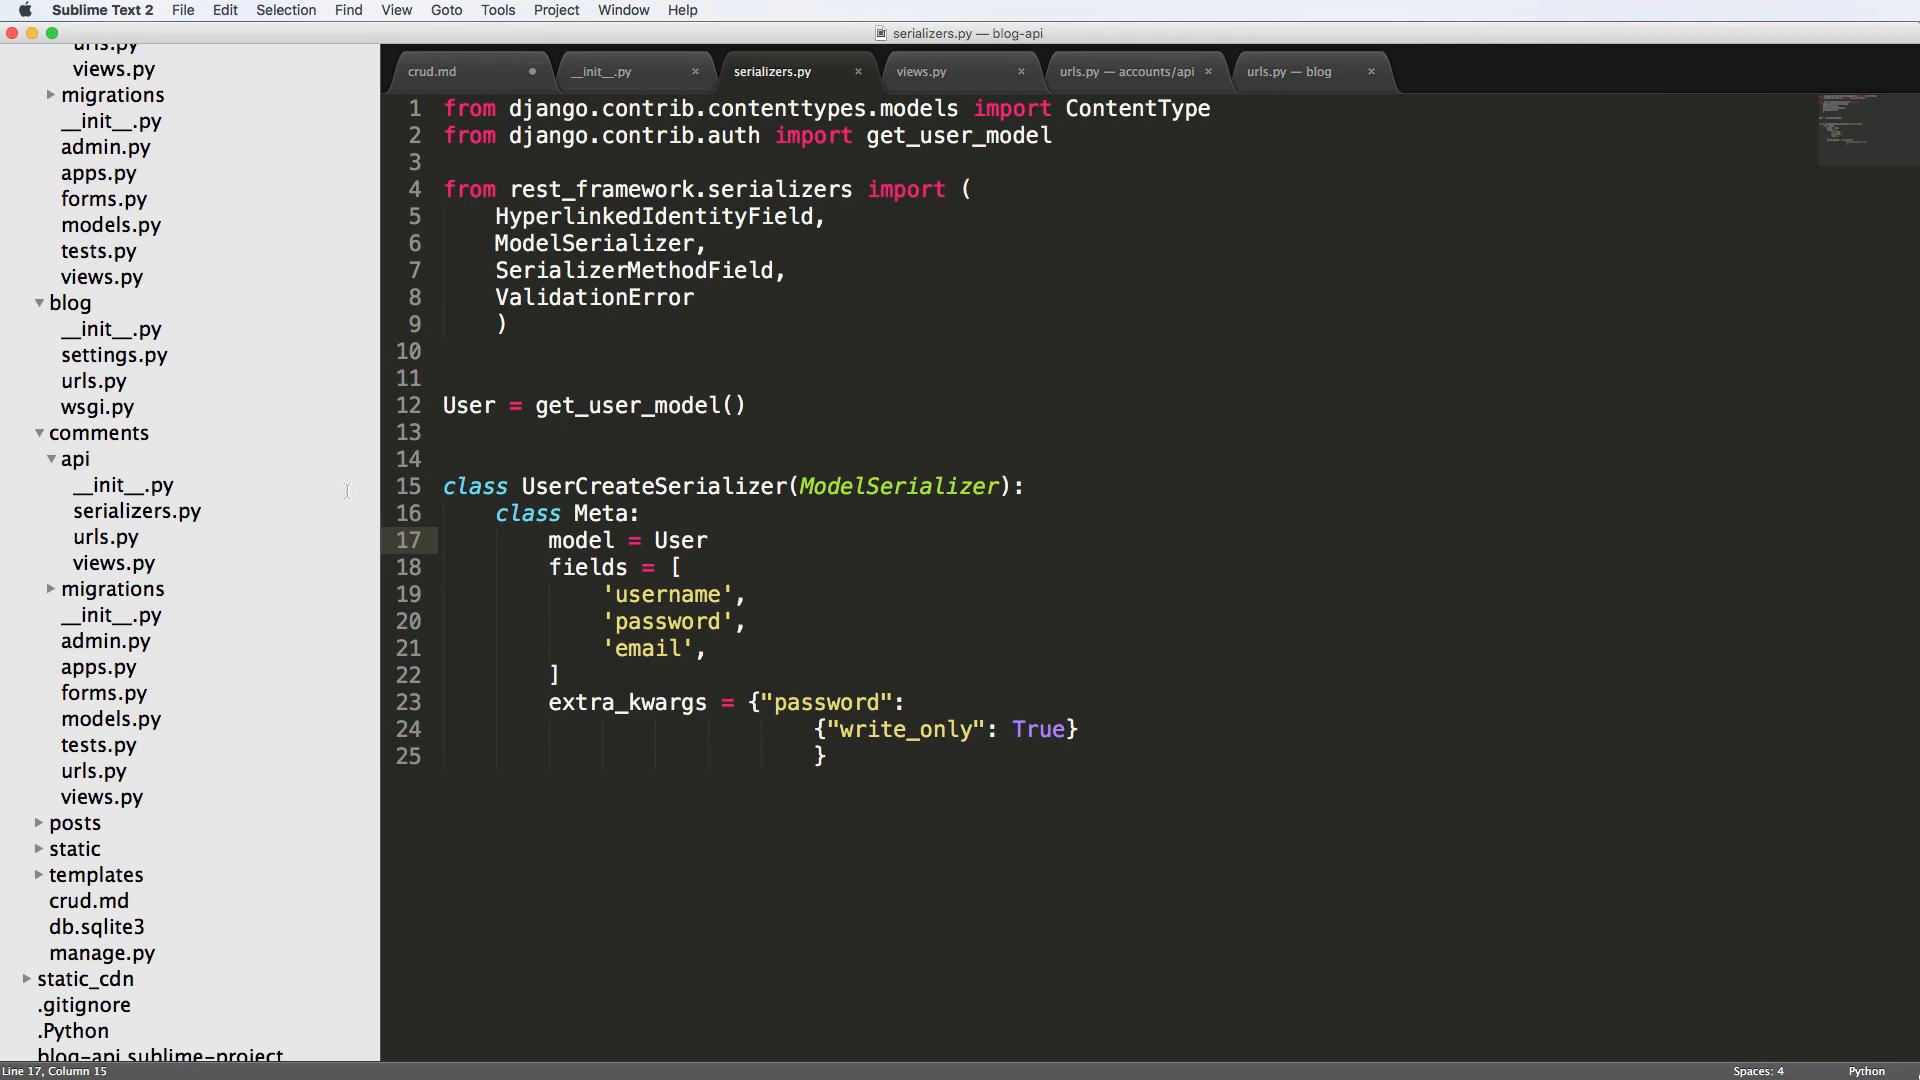 Sublime Text 2 File Edit Selection Find View Goto Tools Project Window Help
serializers.py — blog-api
crud.md __init__.py × serializers.py × views.py × urls.py — accounts/api × urls.py — blog ×
urls.py
views.py
migrations
__init__.py
admin.py
apps.py
forms.py
models.py
tests.py
views.py
blog
__init__.py
settings.py
urls.py
wsgi.py
comments
api
__init__.py
serializers.py
urls.py
views.py
migrations
__init__.py
admin.py
apps.py
forms.py
models.py
tests.py
urls.py
views.py
posts
static
templates
crud.md
db.sqlite3
manage.py
static_cdn
.gitignore
.Python
blog-api.sublime-project
1 from django.contrib.contenttypes.models import ContentType
2 from django.contrib.auth import get_user_model
3
4 from rest_framework.serializers import (
5 HyperlinkedIdentityField,
6 ModelSerializer,
7 SerializerMethodField,
8 ValidationError
9 )
10
11
12 User = get_user_model()
13
14
15 class UserCreateSerializer(ModelSerializer):
16 class Meta:
17 model = User
18 fields = [
19 'username',
20 'password',
21 'email',
22 ]
23 extra_kwargs = {"password":
24 {"write_only": True}
25 }
Line 17, Column 15 Spaces: 4 Python